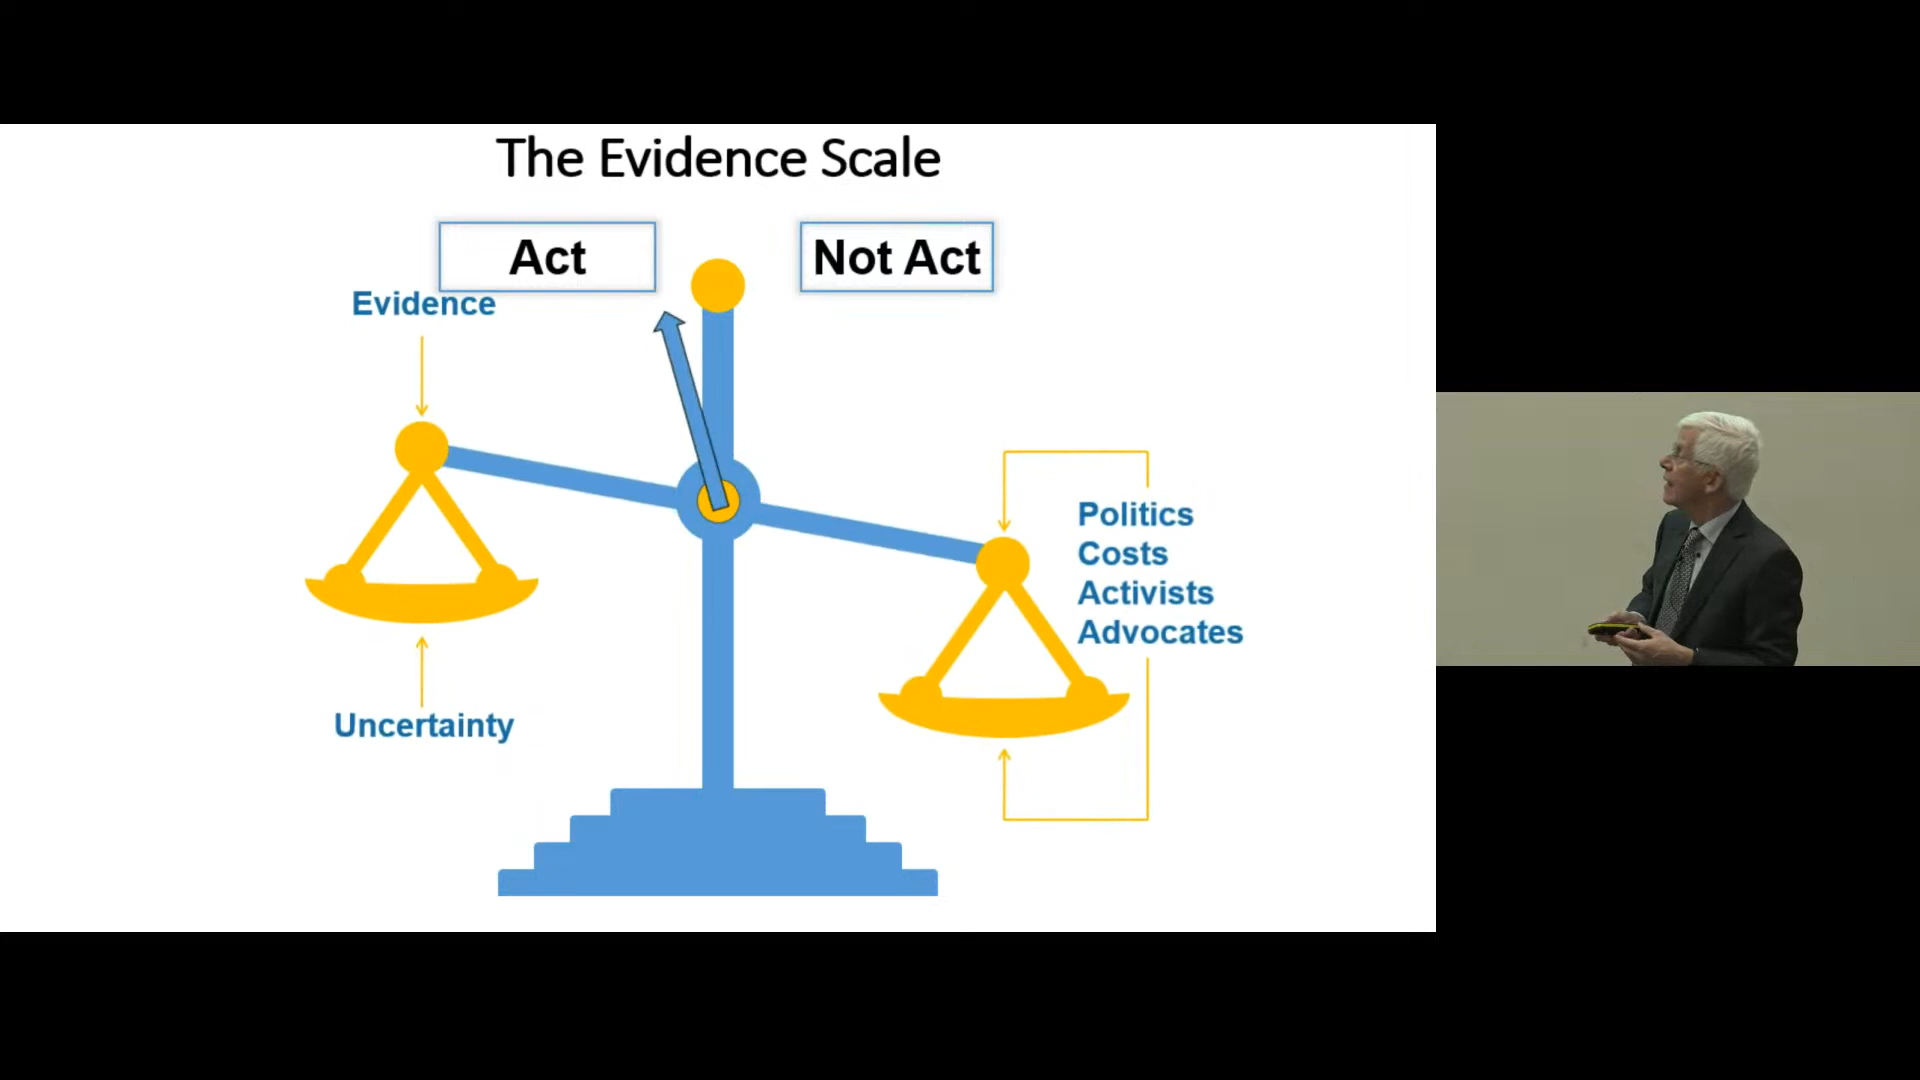 The Evidence Scale
Act
Not Act
Evidence
Politics
Costs
Activists
Advocates
Uncertainty